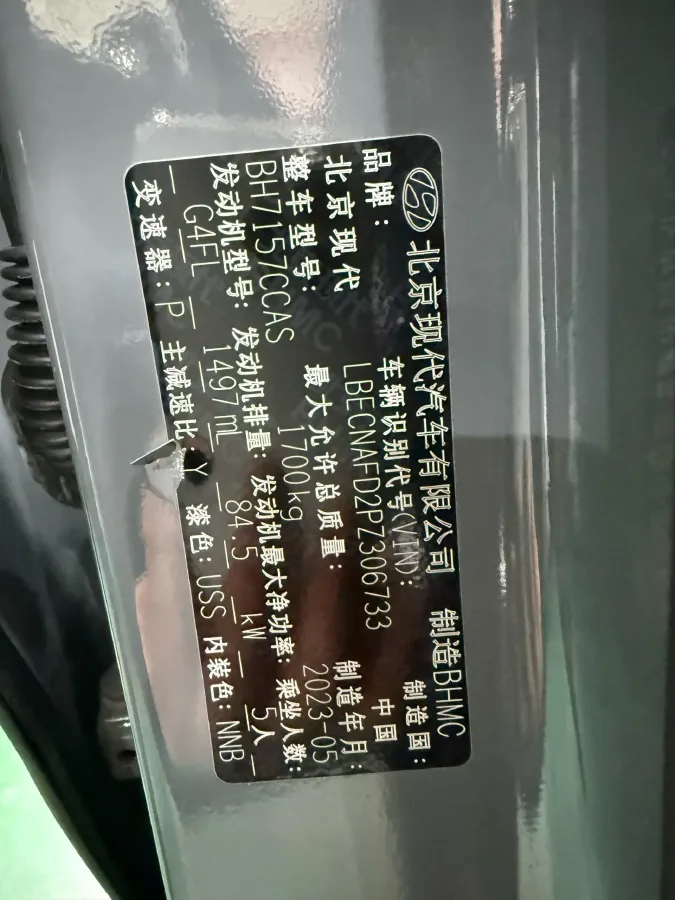 北京现代汽车有限公司 制造BHMC
品牌: 车辆识别代号(VIN): 制造国:
北京现代 LBECNAFD2PZ306733 中国
整车型号: 最大允许总质量: 制造年月:
BH7157CCAS 1700kg 2023-05
发动机型号: 发动机排量: 发动机最大净功率: 乘坐人数:
G4FL 1497ml 84.5 kW 5人
变速器: P 主减速比: Y 漆色: USS 内装色: NNB